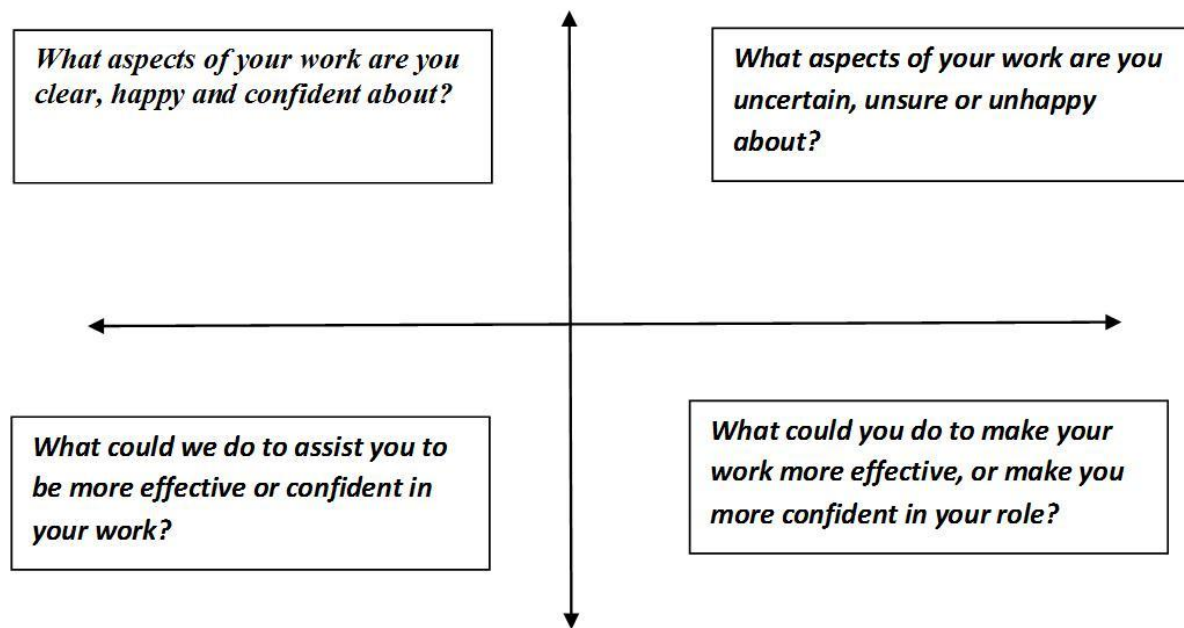 What aspects of your work are you
clear, happy and confident about?
What aspects of your work are you
uncertain, unsure or unhappy
about?
What could we do to assist you to
be more effective or confident in
your work?
What could you do to make your
work more effective, or make you
more confident in your role?